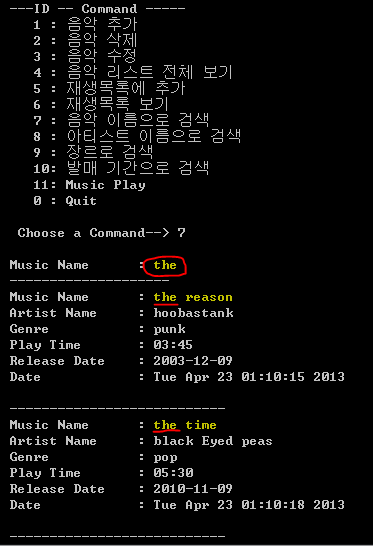 ---ID -- Command -----
1 : 음악 추가
2 : 음악 삭제
3 : 음악 수정
4 : 음악 리스트 전체 보기
5 : 재생목록에 추가
6 : 재생목록 보기
7 : 음악 이름으로 검색
8 : 아티스트 이름으로 검색
9 : 장르로 검색
10: 발매 기간으로 검색
11: Music Play
0 : Quit
Choose a Command--> 7
Music Name : the
--------------------
Music Name : the reason
Artist Name : hoobastank
Genre : punk
Play Time : 03:45
Release Date : 2003-12-09
Date : Tue Apr 23 01:10:15 2013
---------------------------
Music Name : the time
Artist Name : black Eyed peas
Genre : pop
Play Time : 05:30
Release Date : 2010-11-09
Date : Tue Apr 23 01:10:18 2013
---------------------------